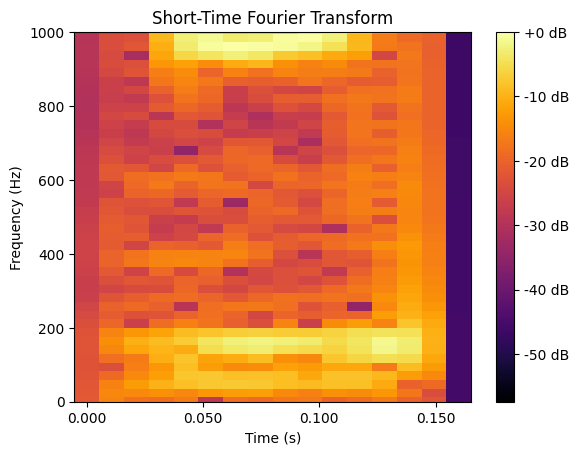 Short-Time Fourier Transform
1000
800
600
400
200
0
Frequency (Hz)
0.000
0.050
0.100
0.150
Time (s)
+0 dB
-10 dB
-20 dB
-30 dB
-40 dB
-50 dB